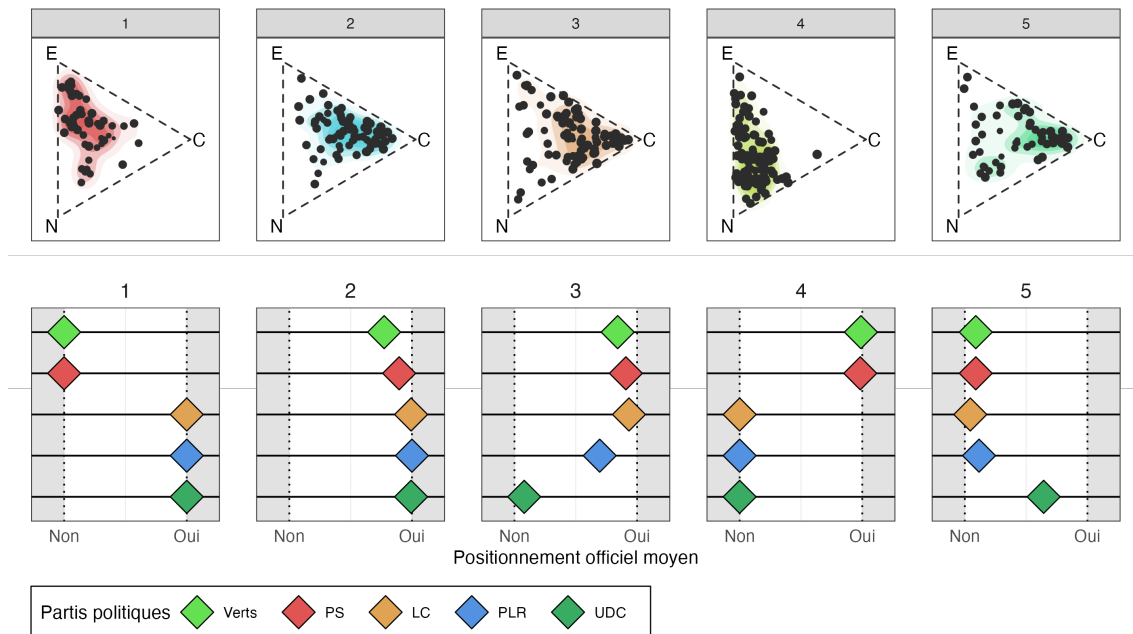 1 2 3 4 5
E E E E E
C C C C C
N N N N N
1 2 3 4 5
Non Oui Non Oui Non Oui Non Oui Non Oui
Positionnement officiel moyen
Partis politiques Verts PS LC PLR UDC